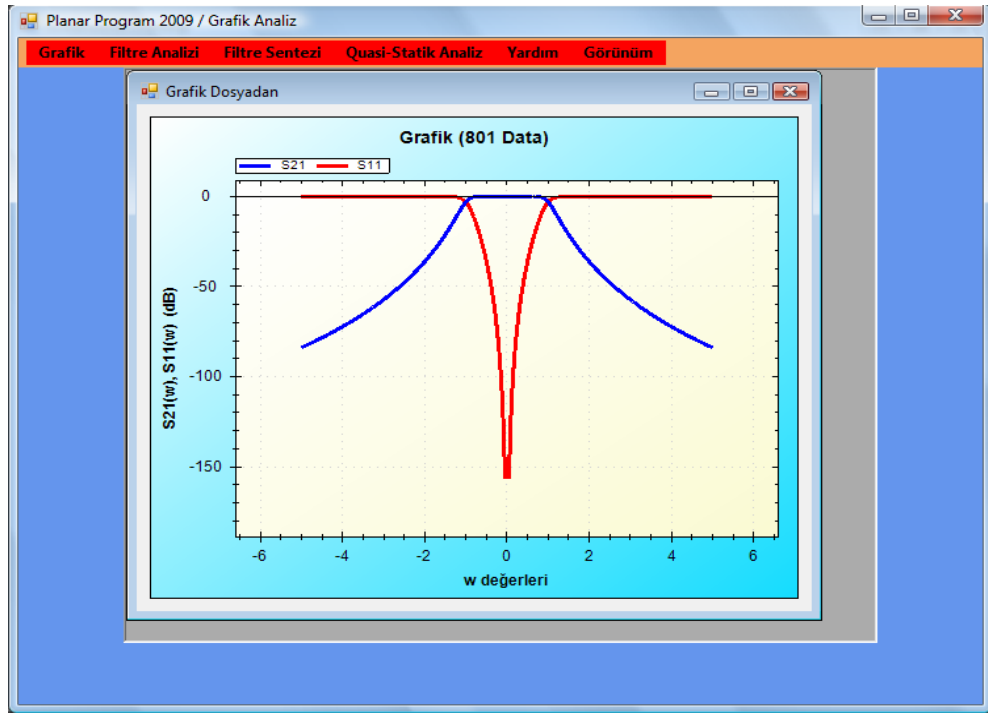 Planar Program 2009 / Grafik Analiz
Grafik Filtre Analizi Filtre Sentezi Quasi-Statik Analiz Yardım Görünüm
Grafik Dosyadan
Grafik (801 Data)
S21 S11
0
-50
-100
-150
S21(w), S11(w) (dB)
-6 -4 -2 0 2 4 6
w değerleri